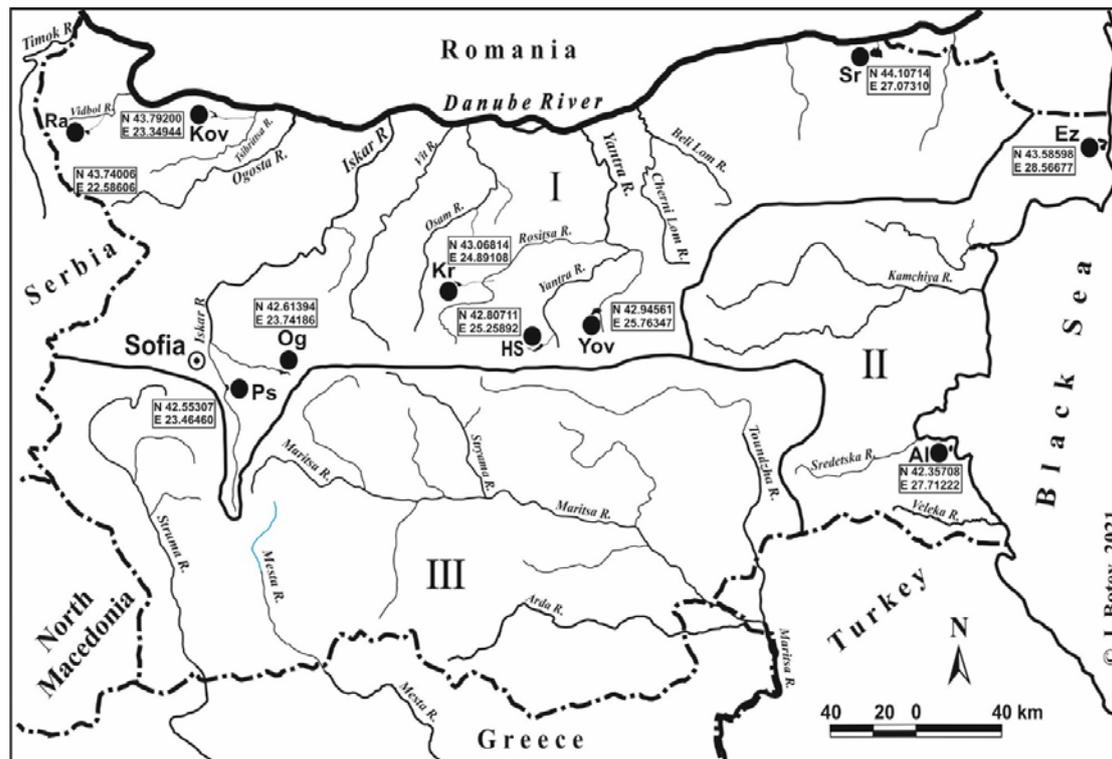 Timok R.
Romania
Sr
N 44.10714
E 27.07310
Danube River
Vidbol R.
Ra
N 43.79200
E 23.34944
Kov
Tsibritsa R.
Ogosta R.
Iskar R
Vit R.
Yantra R.
Beli Lom R.
Cherni Lom R.
Ez
N 43.58598
E 28.56677
N 43.74006
E 22.58606
I
Osam R.
Rositsa R.
N 43.06814
E 24.89108
Kr
Yantra R.
Kamchiya R.
Serbia
Iskar R
N 42.61394
E 23.74186
Og
N 42.80711
E 25.25892
HS
N 42.94561
E 25.76347
Yov
Sofia
Ps
N 42.55307
E 23.46460
II
Black Sea
Maritsa R.
Stryama R.
Toundzha R.
Sredetska R.
Al
N 42.35708
E 27.71222
Veleka R.
Maritsa R.
Struma R.
Mesta R.
III
Arda R.
Maritsa R.
Turkey
North
Macedonia
Mesta R.
Greece
N
40 20 0 40 km
2021